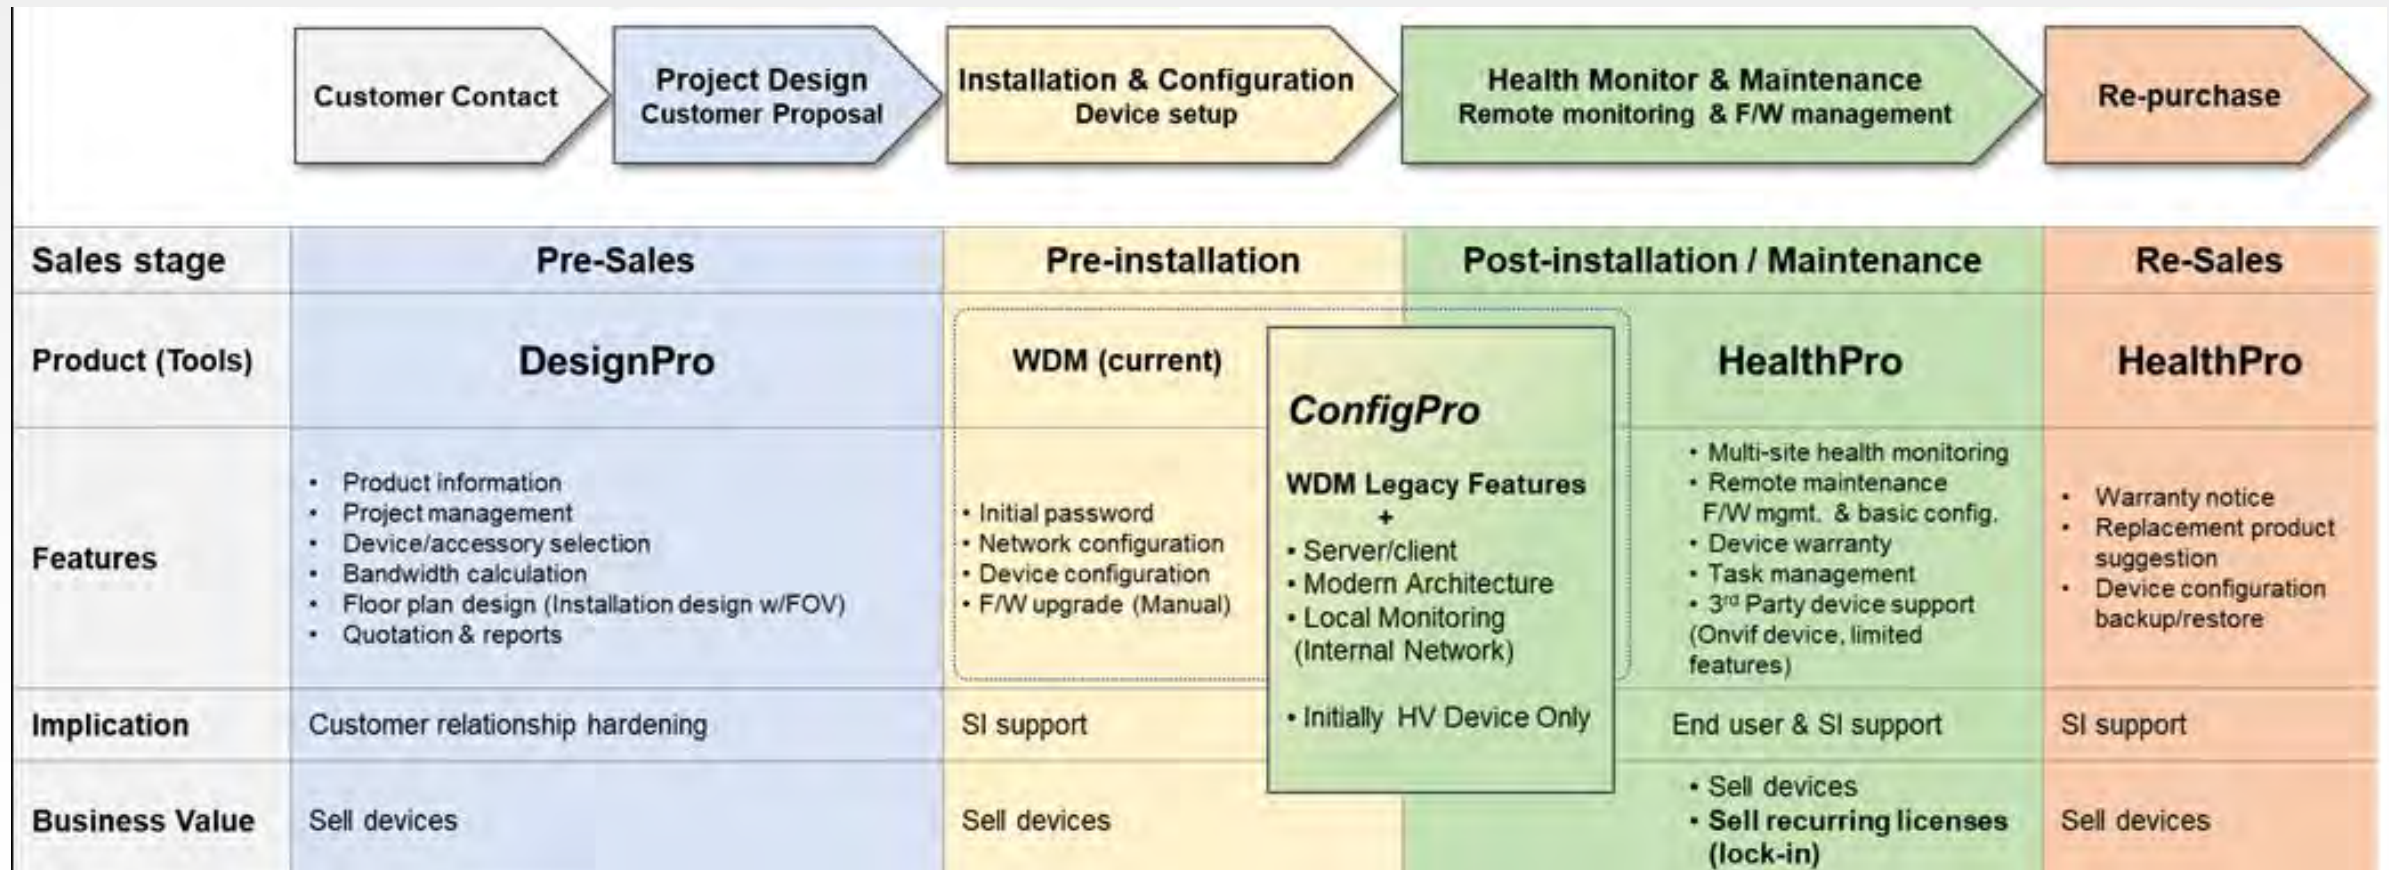 Customer Contact
Project Design
Customer Proposal
Installation & Configuration
Device setup
Health Monitor & Maintenance
Remote monitoring & F/W management
Re-purchase
Sales stage
Pre-Sales
Pre-installation
Post-installation / Maintenance
Re-Sales
Product (Tools)
DesignPro
WDM (current)
ConfigPro
HealthPro
HealthPro
Features
• Product information
• Project management
• Device/accessory selection
• Bandwidth calculation
• Floor plan design (Installation design w/FOV)
• Quotation & reports
• Initial password
• Network configuration
• Device configuration
• F/W upgrade (Manual)
WDM Legacy Features
+
• Server/client
• Modern Architecture
• Local Monitoring
(Internal Network)
• Initially HV Device Only
• Multi-site health monitoring
• Remote maintenance
F/W mgmt. & basic config.
• Device warranty
• Task management
• 3rd Party device support
(Onvif device, limited
features)
• Warranty notice
• Replacement product
suggestion
• Device configuration
backup/restore
Implication
Customer relationship hardening
SI support
End user & SI support
SI support
Business Value
Sell devices
Sell devices
• Sell devices
• Sell recurring licenses
(lock-in)
Sell devices